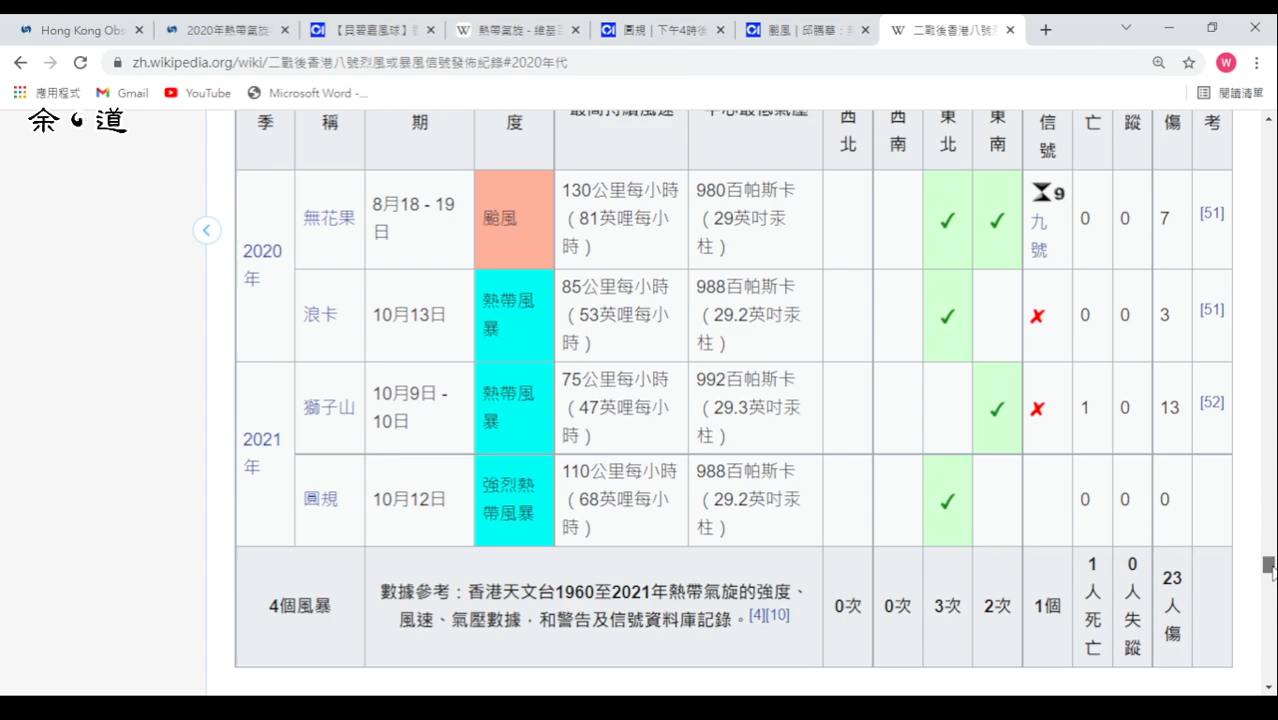 Hong Kong Obs
2020年熱帶氣旋
【貝碧嘉風球】
熱帶氣旋 - 維基
圓規｜下午4時後
颱風｜邱騰華：
二戰後香港八號
zh.wikipedia.org/wiki/二戰後香港八號烈風或暴風信號發佈紀錄#2020年代
W
應用程式
Gmail
YouTube
Microsoft Word -...
閱讀清單
余 道
季 稱 期 度 最高持續風速 中心最低氣壓 西北 西南 東北 東南 信號 亡 蹤 傷 考
2020年
無花果
8月18 - 19日
颱風
130公里每小時
（81英哩每小時）
980百帕斯卡
（29英吋汞柱）
✓
✓
9
九號
0
0
7
[51]
浪卡
10月13日
熱帶風暴
85公里每小時
（53英哩每小時）
988百帕斯卡
（29.2英吋汞柱）
✓
✘
0
0
3
[51]
2021年
獅子山
10月9日 - 10日
熱帶風暴
75公里每小時
（47英哩每小時）
992百帕斯卡
（29.3英吋汞柱）
✓
✘
1
0
13
[52]
圓規
10月12日
強烈熱帶風暴
110公里每小時
（68英哩每小時）
988百帕斯卡
（29.2英吋汞柱）
✓
0
0
0
4個風暴
數據參考：香港天文台1960至2021年熱帶氣旋的強度、
風速、氣壓數據，和警告及信號資料庫記錄。[4][10]
0次
0次
3次
2次
1個
1人死亡
0人失蹤
23人傷